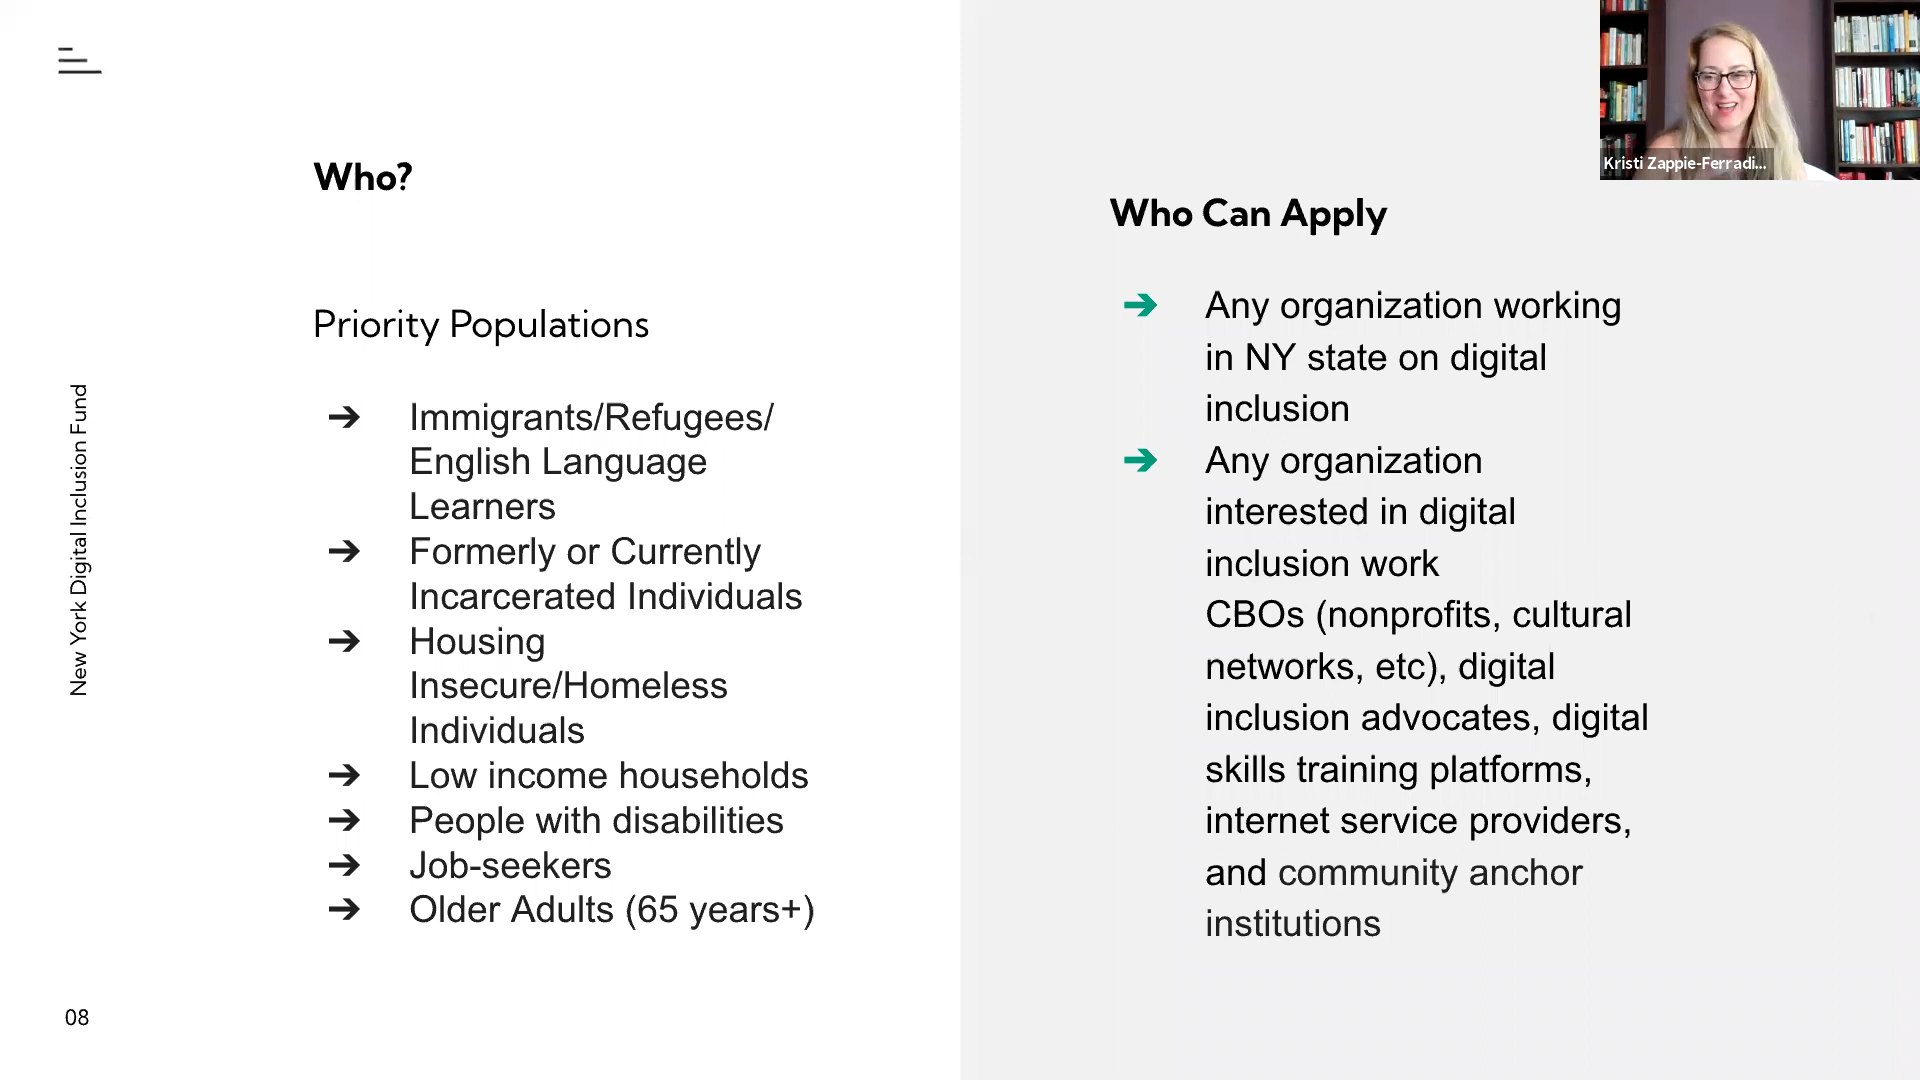 Who?
Priority Populations
➔ Immigrants/Refugees/
English Language
Learners
➔ Formerly or Currently
Incarcerated Individuals
➔ Housing
Insecure/Homeless
Individuals
➔ Low income households
➔ People with disabilities
➔ Job-seekers
➔ Older Adults (65 years+)
New York Digital Inclusion Fund
08
Who Can Apply
➔ Any organization working
in NY state on digital
inclusion
➔ Any organization
interested in digital
inclusion work
CBOs (nonprofits, cultural
networks, etc), digital
inclusion advocates, digital
skills training platforms,
internet service providers,
and community anchor
institutions
Kristi Zappie-Ferradi...